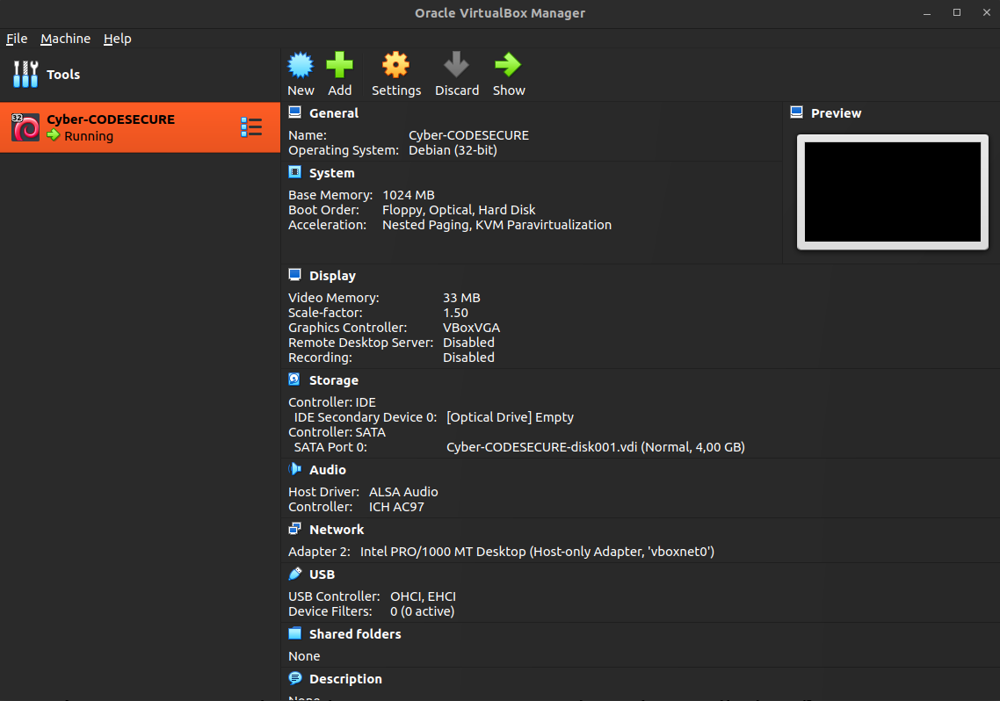 Oracle VirtualBox Manager
File Machine Help
Tools
New Add Settings Discard Show
32
Cyber-CODESECURE
Running
General
Name: Cyber-CODESECURE
Operating System: Debian (32-bit)
System
Base Memory: 1024 MB
Boot Order: Floppy, Optical, Hard Disk
Acceleration: Nested Paging, KVM Paravirtualization
Preview
Display
Video Memory: 33 MB
Scale-factor: 1.50
Graphics Controller: VBoxVGA
Remote Desktop Server: Disabled
Recording: Disabled
Storage
Controller: IDE
IDE Secondary Device 0: [Optical Drive] Empty
Controller: SATA
SATA Port 0: Cyber-CODESECURE-disk001.vdi (Normal, 4,00 GB)
Audio
Host Driver: ALSA Audio
Controller: ICH AC97
Network
Adapter 2: Intel PRO/1000 MT Desktop (Host-only Adapter, 'vboxnet0')
USB
USB Controller: OHCI, EHCI
Device Filters: 0 (0 active)
Shared folders
None
Description
None